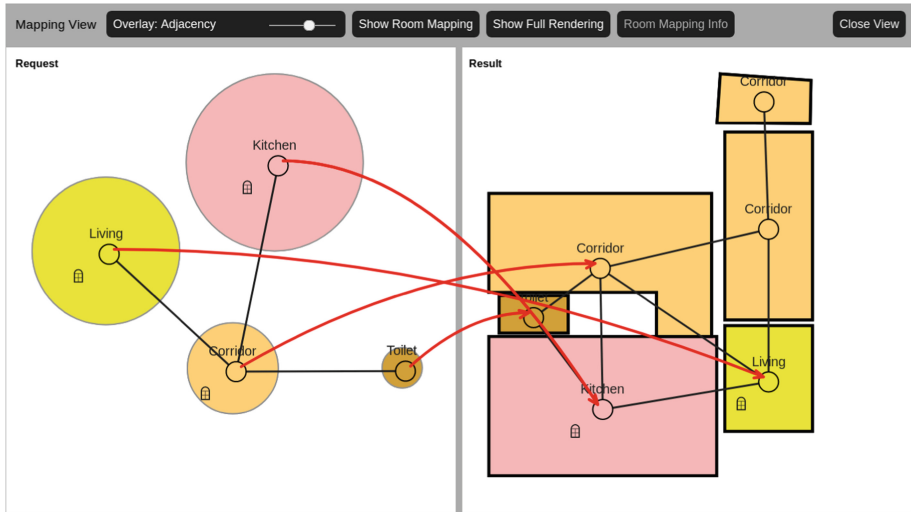 Mapping View
Overlay: Adjacency
Show Room Mapping
Show Full Rendering
Room Mapping Info
Close View
Request
Result
Kitchen
Living
Corridor
Toilet
Corridor
Corridor
Corridor
Toilet
Living
Kitchen